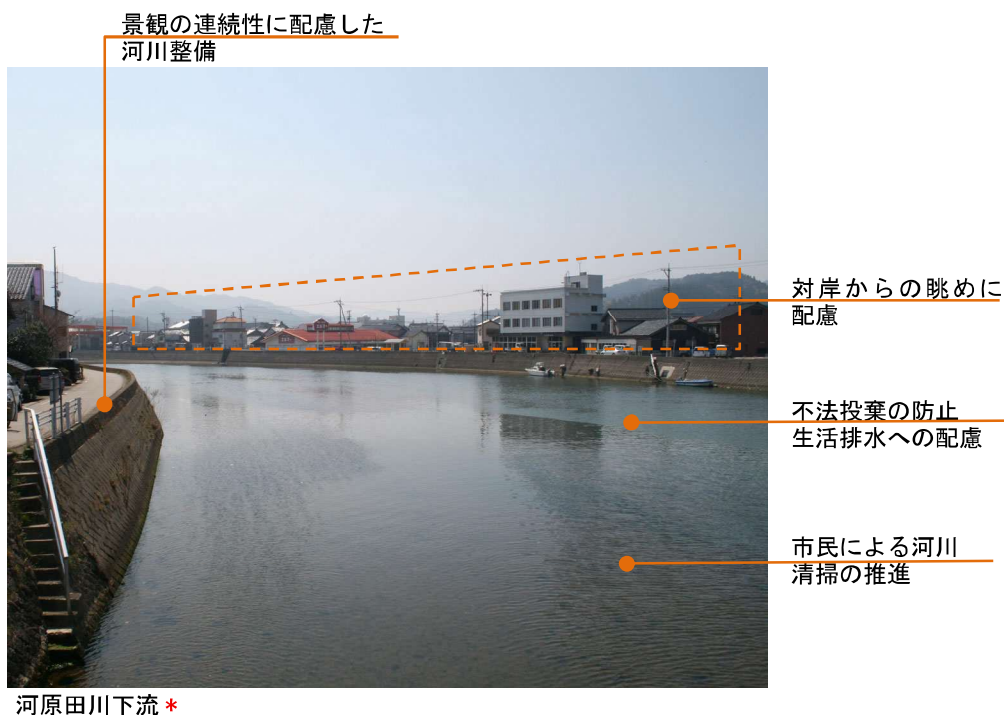 景観の連続性に配慮した
河川整備
対岸からの眺めに
配慮
不法投棄の防止
生活排水への配慮
市民による河川
清掃の推進
河原田川下流*